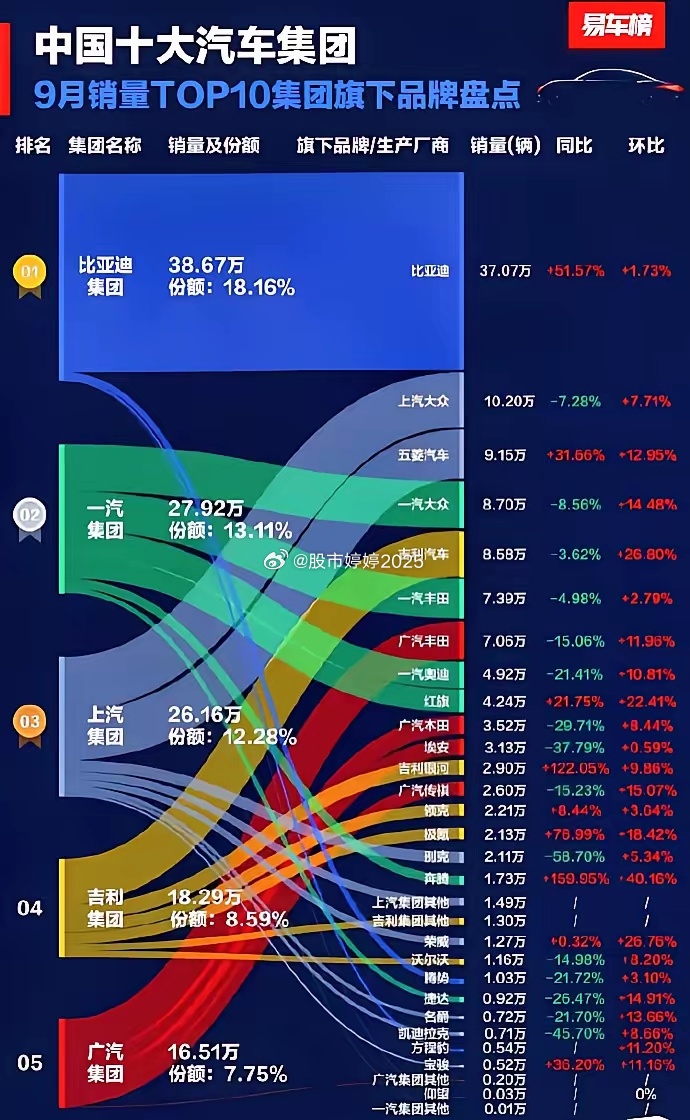 易车榜
中国十大汽车集团
9月销量TOP10集团旗下品牌盘点
排名 集团名称 销量及份额 旗下品牌/生产厂商 销量(辆) 同比 环比
01 比亚迪集团 38.67万 份额：18.16%
比亚迪 37.07万 +51.57% +1.73%
上汽大众 10.20万 -7.28% +7.71%
五菱汽车 9.15万 +31.66% +12.95%
02 一汽集团 27.92万 份额：13.11%
一汽大众 8.70万 -8.56% +14.48%
吉利汽车 8.58万 -3.62% +26.80%
@股市婷婷2025
一汽丰田 7.39万 -4.98% +2.79%
广汽丰田 7.06万 -15.06% +11.96%
一汽奥迪 4.92万 -21.41% +10.81%
红旗 4.24万 +21.75% +22.41%
03 上汽集团 26.16万 份额：12.28%
广汽本田 3.52万 -29.71% +8.44%
埃安 3.13万 -37.79% +0.59%
吉利银河 2.90万 +122.05% +9.86%
广汽传祺 2.60万 -15.23% +15.07%
领克 2.21万 +8.44% +3.64%
极氪 2.13万 +76.99% +18.42%
别克 2.11万 -58.70% +5.34%
奔腾 1.73万 +159.95% +40.16%
04 吉利集团 18.29万 份额：8.59%
上汽集团其他 1.49万 / /
吉利集团其他 1.30万 / /
荣威 1.27万 +0.32% +26.76%
沃尔沃 1.16万 -14.98% +8.20%
腾势 1.03万 -21.72% +3.10%
捷达 0.92万 -26.47% +14.91%
名爵 0.72万 -21.70% +13.66%
凯迪拉克 0.71万 -45.70% +8.66%
方程豹 0.54万 / +11.20%
05 广汽集团 16.51万 份额：7.75%
宝骏 0.52万 +36.20% +11.16%
广汽集团其他 0.20万 / /
仰望 0.03万 / 0%
一汽集团其他 0.01万 / /